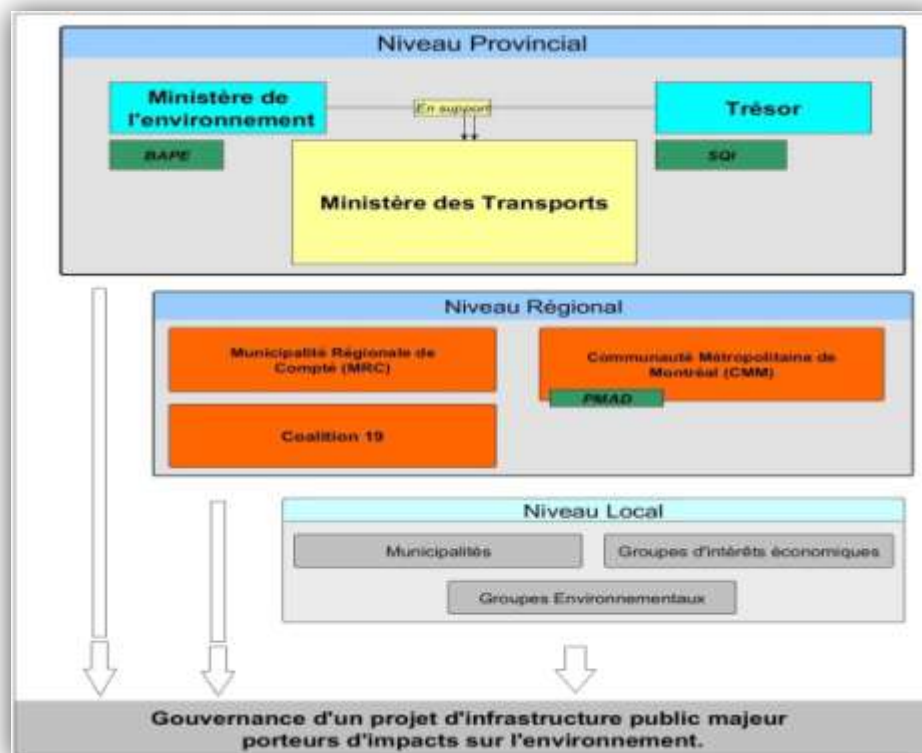 Niveau Provincial
Ministère de
l'environnement
En support
Trésor
BAPE
SQI
Ministère des Transports
Niveau Régional
Municipalité Régionale de
Compté (MRC)
Communauté Métropolitaine de
Montréal (CMM)
PMAD
Coalition 19
Niveau Local
Municipalités
Groupes d'intérêts économiques
Groupes Environnementaux
Gouvernance d'un projet d'infrastructure public majeur
porteurs d'impacts sur l'environnement.